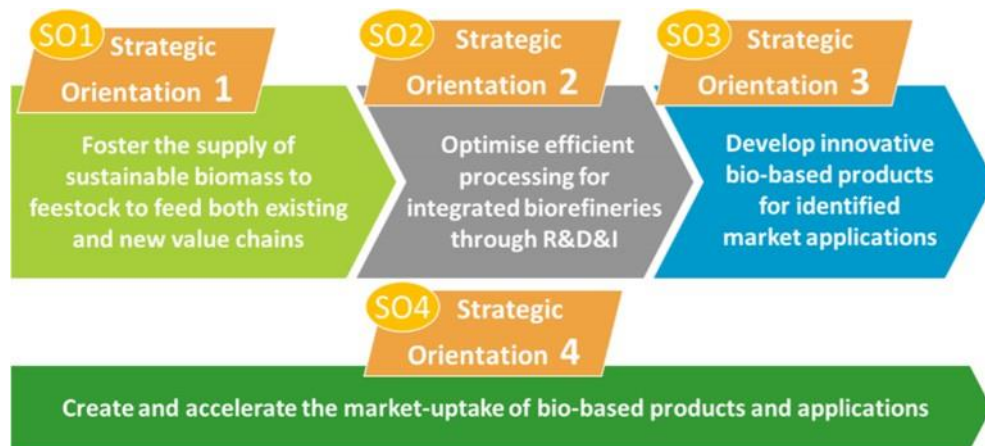 SO1
Strategic
Orientation 1
Foster the supply of
sustainable biomass to
feestock to feed both existing
and new value chains
SO2
Strategic
Orientation 2
Optimise efficient
processing for
integrated biorefineries
through R&D&I
SO3
Strategic
Orientation 3
Develop innovative
bio-based products
for identified
market applications
SO4
Strategic
Orientation 4
Create and accelerate the market-uptake of bio-based products and applications